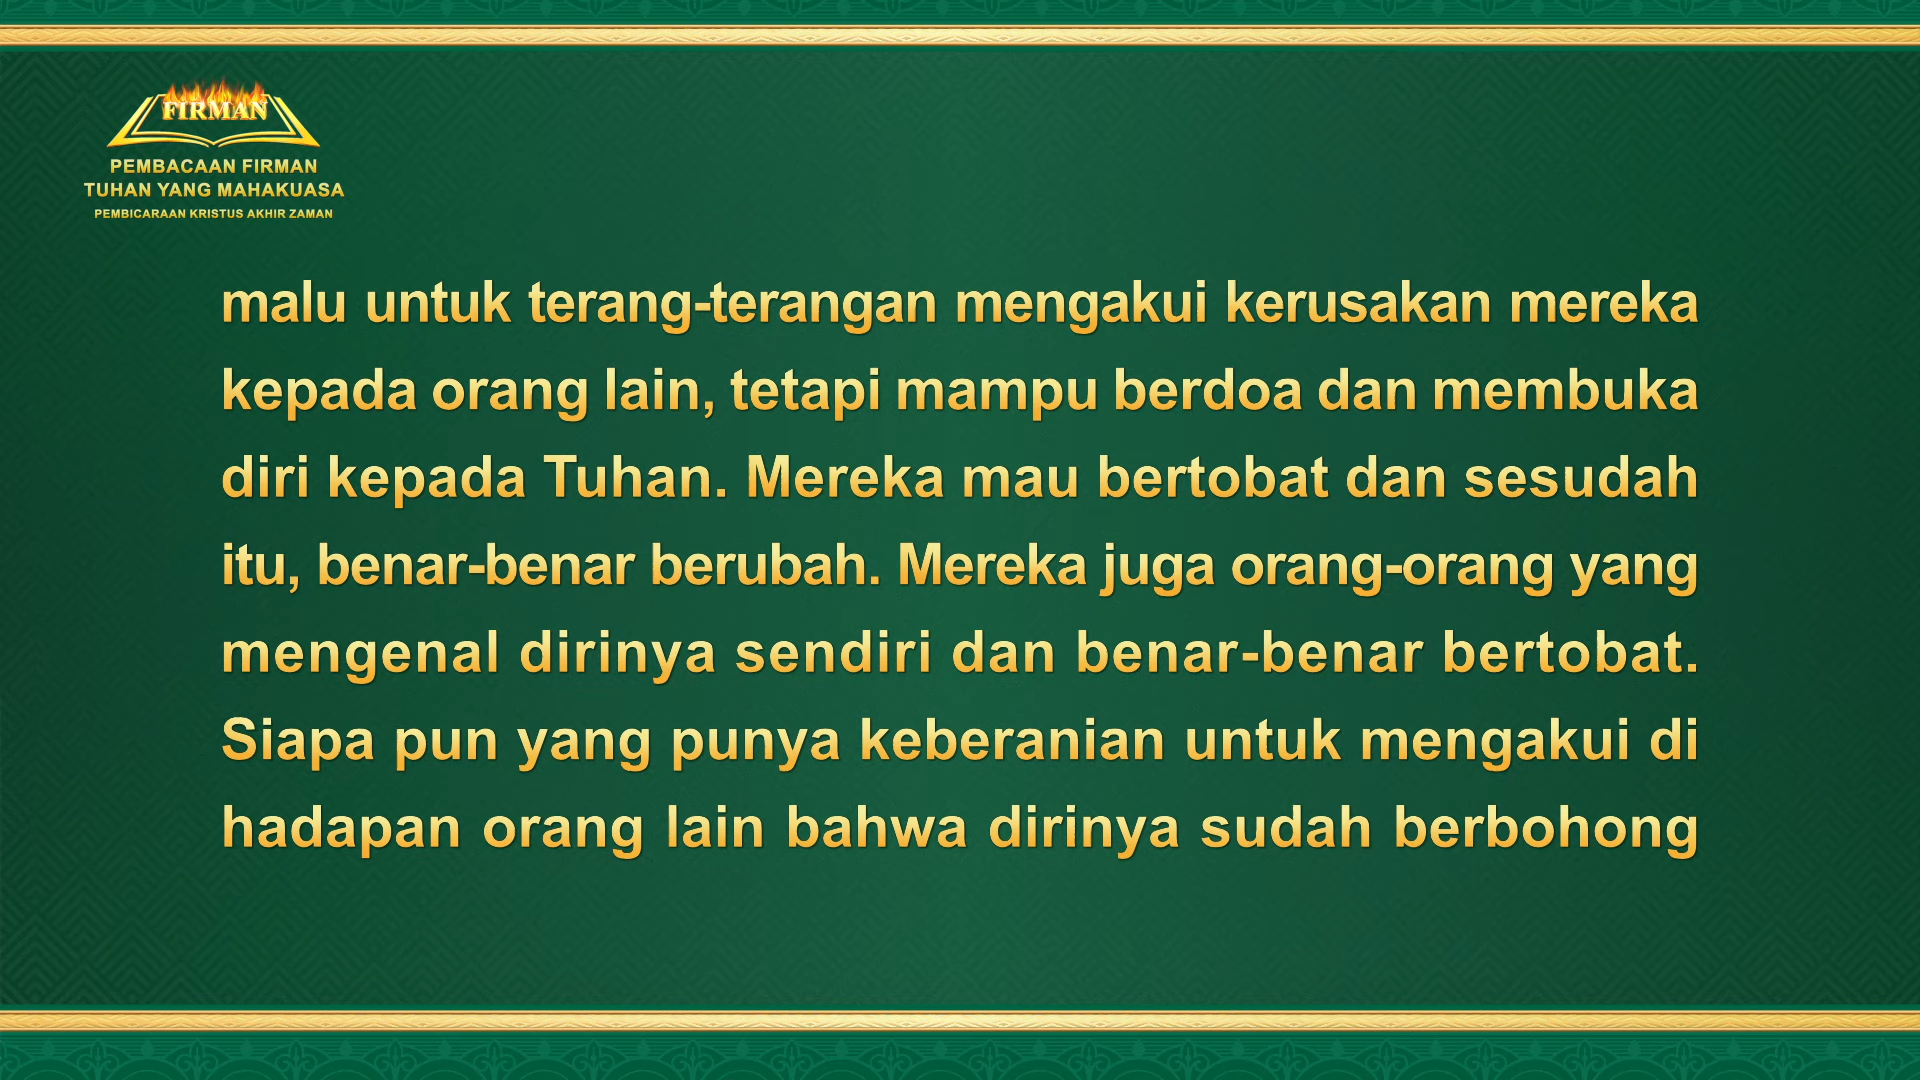 FIRMAN
PEMBACAAN FIRMAN
TUHAN YANG MAHAKUASA
PEMBICARAAN KRISTUS AKHIR ZAMAN
malu untuk terang-terangan mengakui kerusakan mereka
kepada orang lain, tetapi mampu berdoa dan membuka
diri kepada Tuhan. Mereka mau bertobat dan sesudah
itu, benar-benar berubah. Mereka juga orang-orang yang
mengenal dirinya sendiri dan benar-benar bertobat.
Siapa pun yang punya keberanian untuk mengakui di
hadapan orang lain bahwa dirinya sudah berbohong